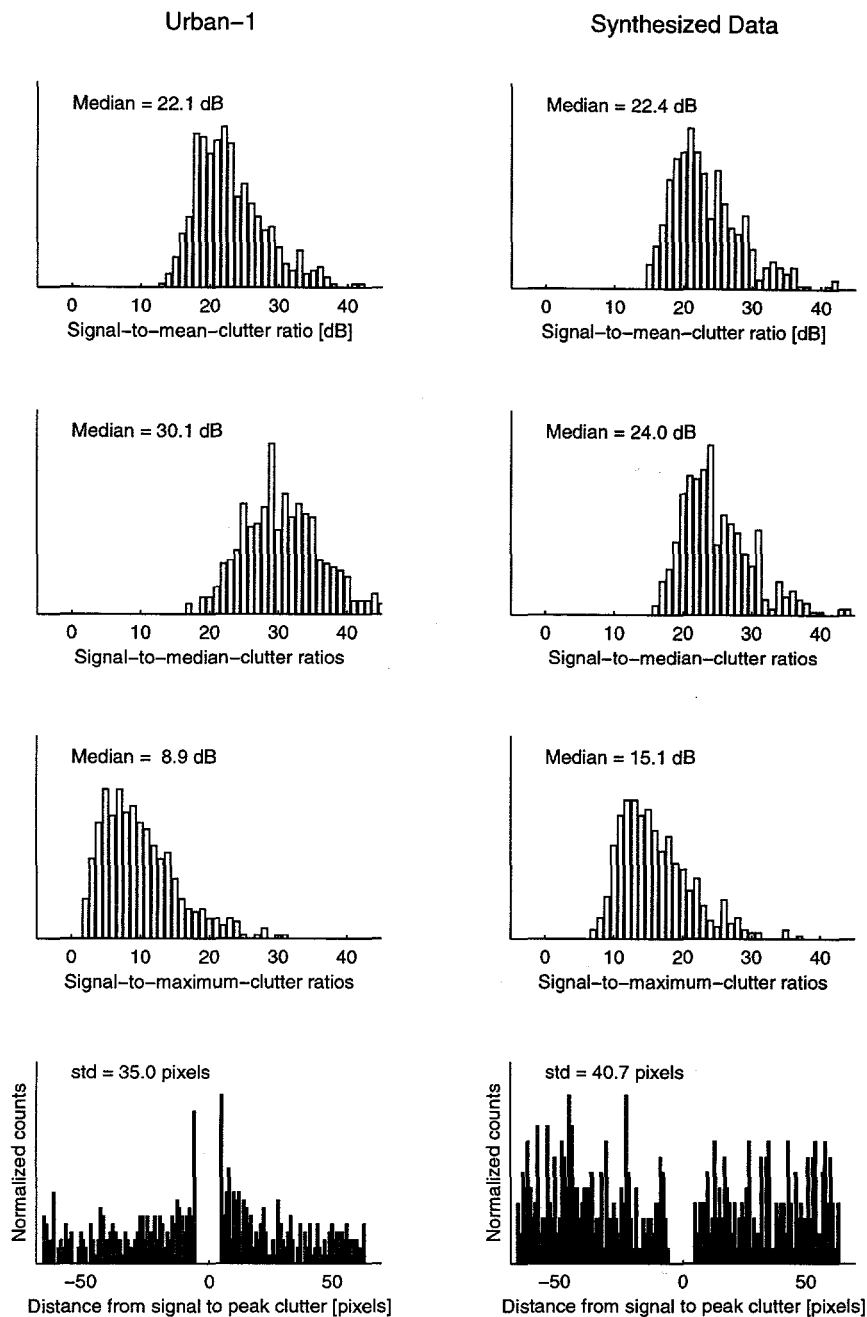 Urban−1
Synthesized Data
Median = 22.1 dB
0 10 20 30 40
Signal−to−mean−clutter ratio [dB]
Median = 22.4 dB
0 10 20 30 40
Signal−to−mean−clutter ratio [dB]
Median = 30.1 dB
0 10 20 30 40
Signal−to−median−clutter ratios
Median = 24.0 dB
0 10 20 30 40
Signal−to−median−clutter ratios
Median = 8.9 dB
0 10 20 30 40
Signal−to−maximum−clutter ratios
Median = 15.1 dB
0 10 20 30 40
Signal−to−maximum−clutter ratios
Normalized counts
std = 35.0 pixels
−50 0 50
Distance from signal to peak clutter [pixels]
Normalized counts
std = 40.7 pixels
−50 0 50
Distance from signal to peak clutter [pixels]